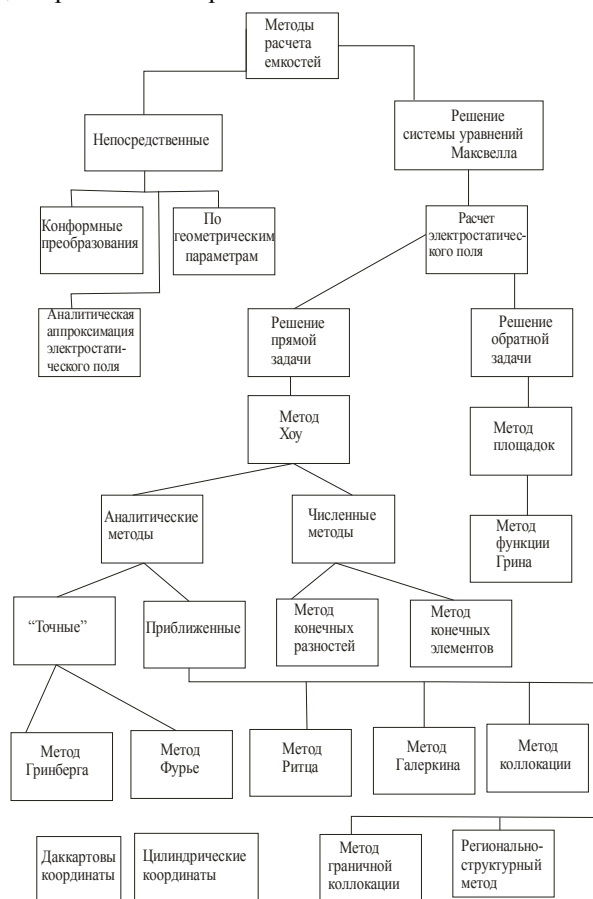 Методы
расчета
емкостей
Непосредственные
Решение
системы уравнений
Максвелла
Конформные
преобразования
По
геометрическим
параметрам
Расчет
электростатичес-
кого поля
Аналитическая
аппроксимация
электростати-
ческого поля
Решение
прямой
задачи
Решение
обратной
задачи
Метод
Хоу
Метод
площадок
Аналитические
методы
Численные
методы
Метод
функции
Грина
“Точные”
Приближенные
Метод
конечных
разностей
Метод
конечных
элементов
Метод
Гринберга
Метод
Фурье
Метод
Ритца
Метод
Галеркина
Метод
коллокации
Даккартовы
координаты
Цилиндрические
координаты
Метод
граничной
коллокации
Регионально-
структурный
метод